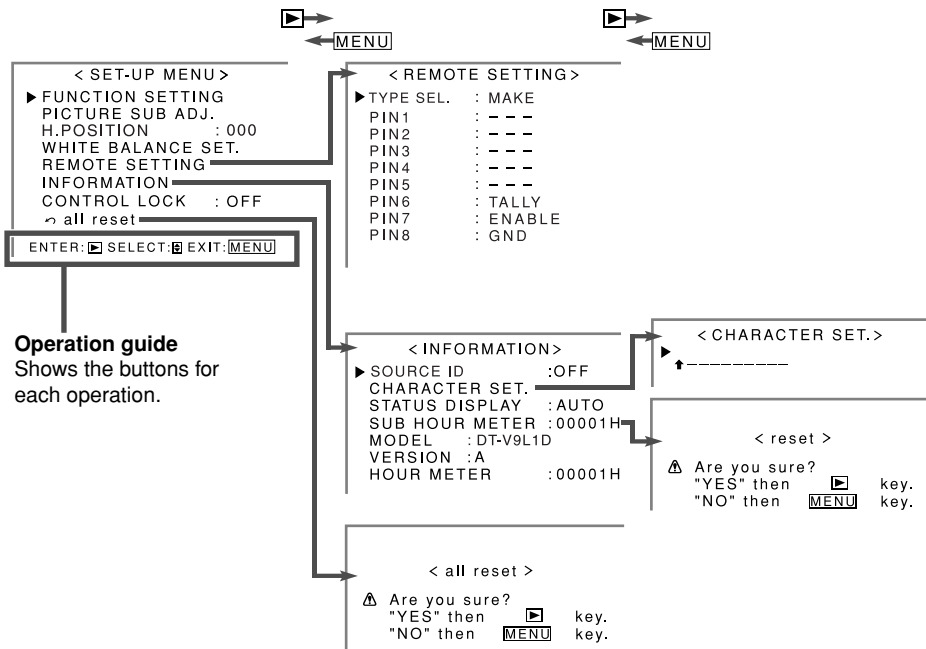 MENU
MENU
< SET-UP MENU >
FUNCTION SETTING
PICTURE SUB ADJ.
H.POSITION : 000
WHITE BALANCE SET.
REMOTE SETTING
INFORMATION
CONTROL LOCK : OFF
all reset
ENTER: SELECT: EXIT: MENU
Operation guide
Shows the buttons for
each operation.
< REMOTE SETTING >
TYPE SEL. : MAKE
PIN1 : – – –
PIN2 : – – –
PIN3 : – – –
PIN4 : – – –
PIN5 : – – –
PIN6 : TALLY
PIN7 : ENABLE
PIN8 : GND
< INFORMATION >
SOURCE ID :OFF
CHARACTER SET.
STATUS DISPLAY :AUTO
SUB HOUR METER :00001H
MODEL : DT-V9L1D
VERSION : A
HOUR METER :00001H
< CHARACTER SET. >
< reset >
Are you sure?
"YES" then key.
"NO" then MENU key.
< all reset >
Are you sure?
"YES" then key.
"NO" then MENU key.